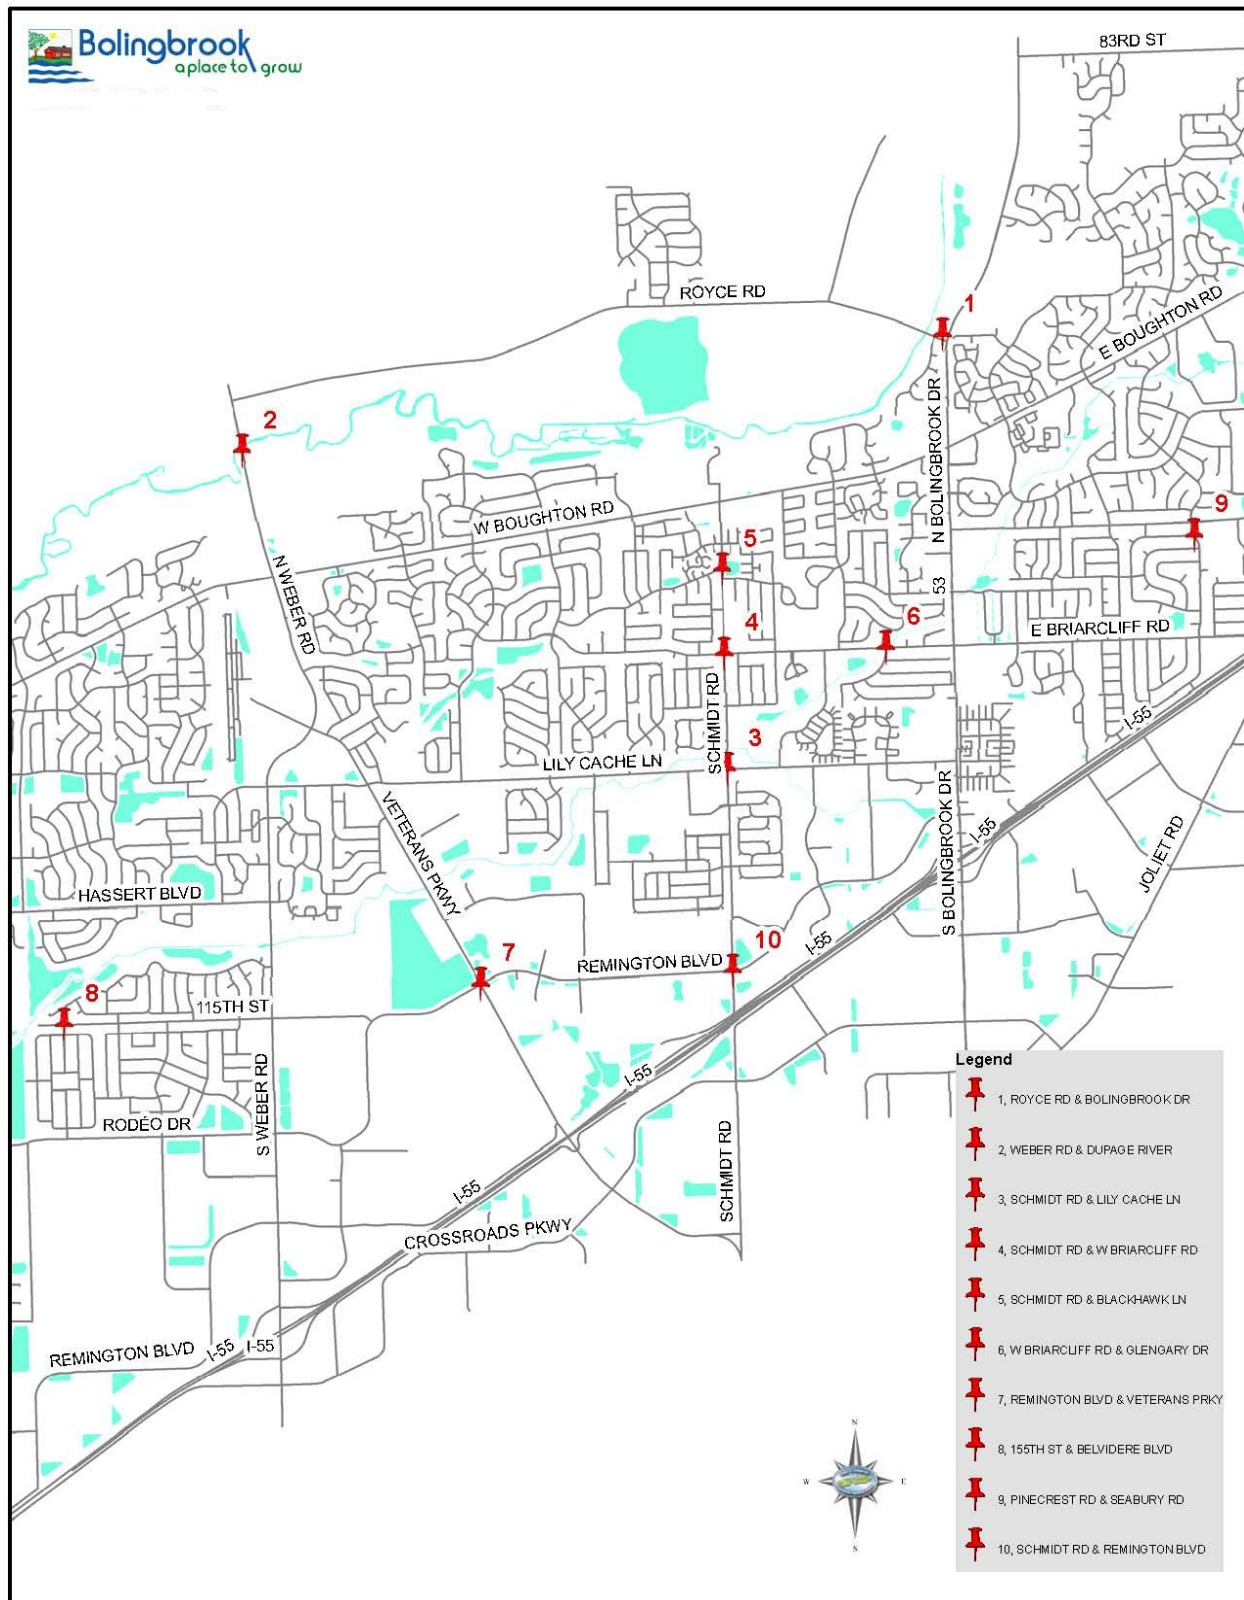 Bolingbrook
a place to grow
83RD ST
ROYCE RD
1
E BOUGHTON RD
2
N BOLINGBROOK DR
W BOUGHTON RD
9
5
N WEBER RD
53
4
6
E BRIARCLIFF RD
SCHMIDT RD
I-55
3
LILY CACHE LN
VETERANS PKWY
S BOLINGBROOK DR
I-55
JOLIET RD
HASSERT BLVD
10
I-55
7
REMINGTON BLVD
8
115TH ST
I-55
S WEBER RD
RODEO DR
SCHMIDT RD
I-55
CROSSROADS PKWY
REMINGTON BLVD
I-55
I-55
Legend
1, ROYCE RD & BOLINGBROOK DR
2, WEBER RD & DUPAGE RIVER
3, SCHMIDT RD & LILY CACHE LN
4, SCHMIDT RD & W BRIARCLIFF RD
5, SCHMIDT RD & BLACKHAWK LN
6, W BRIARCLIFF RD & GLENGARY DR
7, REMINGTON BLVD & VETERANS PRKY
8, 155TH ST & BELVIDERE BLVD
9, PINECREST RD & SEABURY RD
10, SCHMIDT RD & REMINGTON BLVD
N
W
E
S